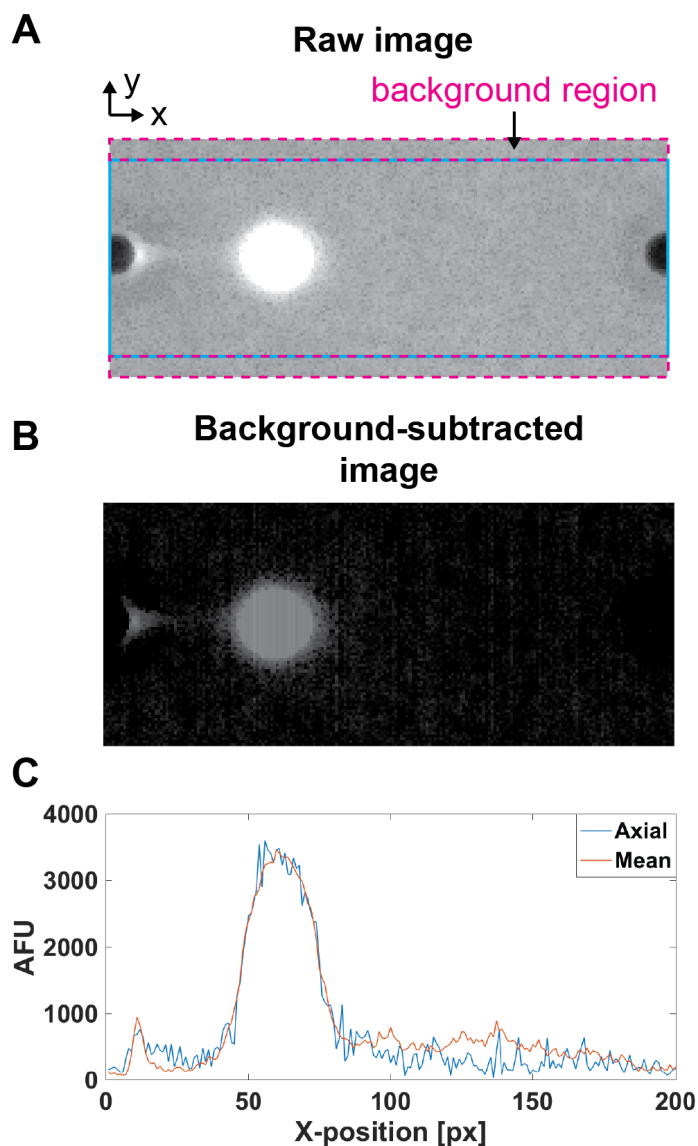 A
Raw image
y
x
background region
B
Background-subtracted
image
C
4000
3000
2000
1000
0
AFU
Axial
Mean
0
50
100
150
200
X-position [px]